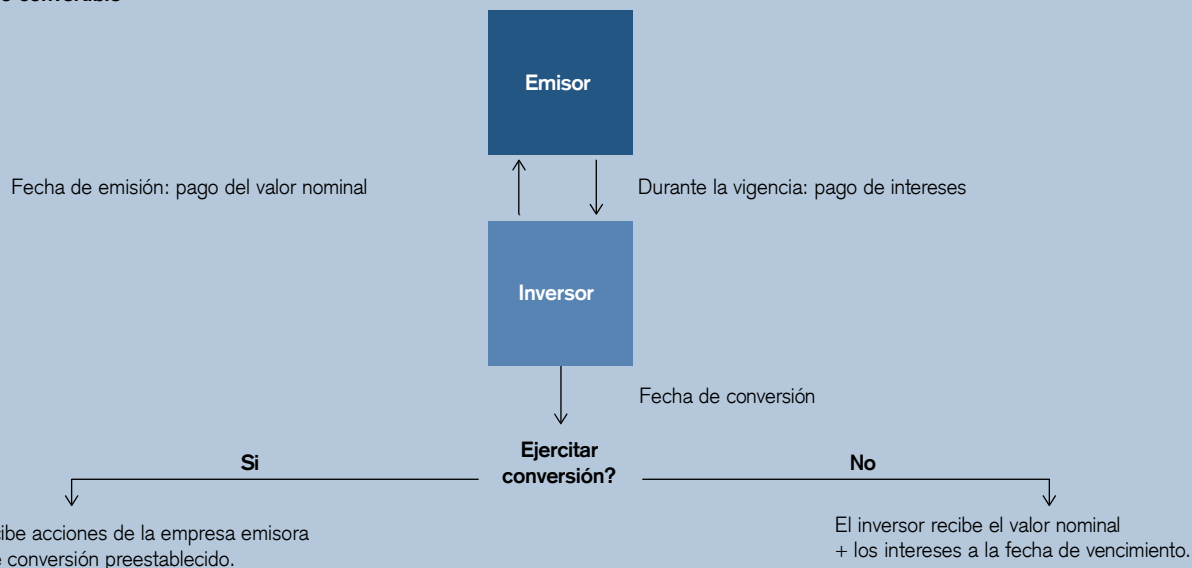 Emisor
Fecha de emisión: pago del valor nominal
Durante la vigencia: pago de intereses
Inversor
Fecha de conversión
Ejercitar
conversión?
Si
No
acciones de la empresa emisora
conversión preestablecido.
El inversor recibe el valor nominal
+ los intereses a la fecha de vencimiento.